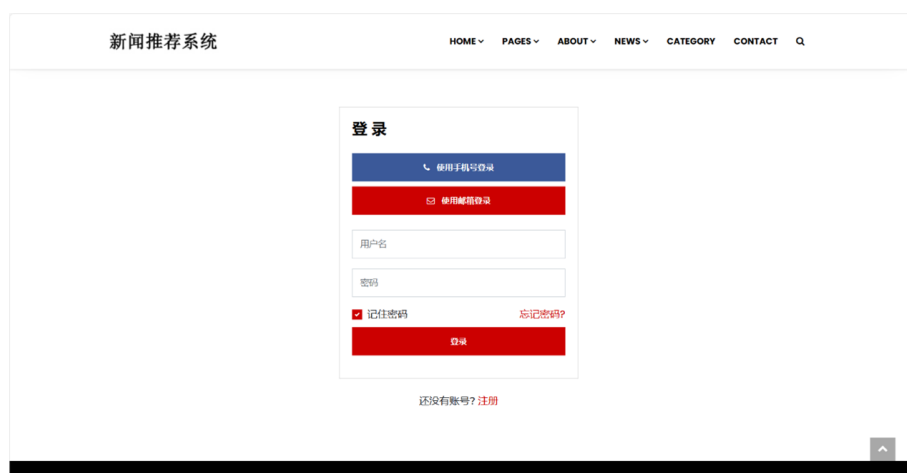 新闻推荐系统
HOME PAGES ABOUT NEWS CATEGORY CONTACT
登录
使用手机号登录
使用邮箱登录
用户名
密码
记住密码 忘记密码?
登录
还没有账号? 注册